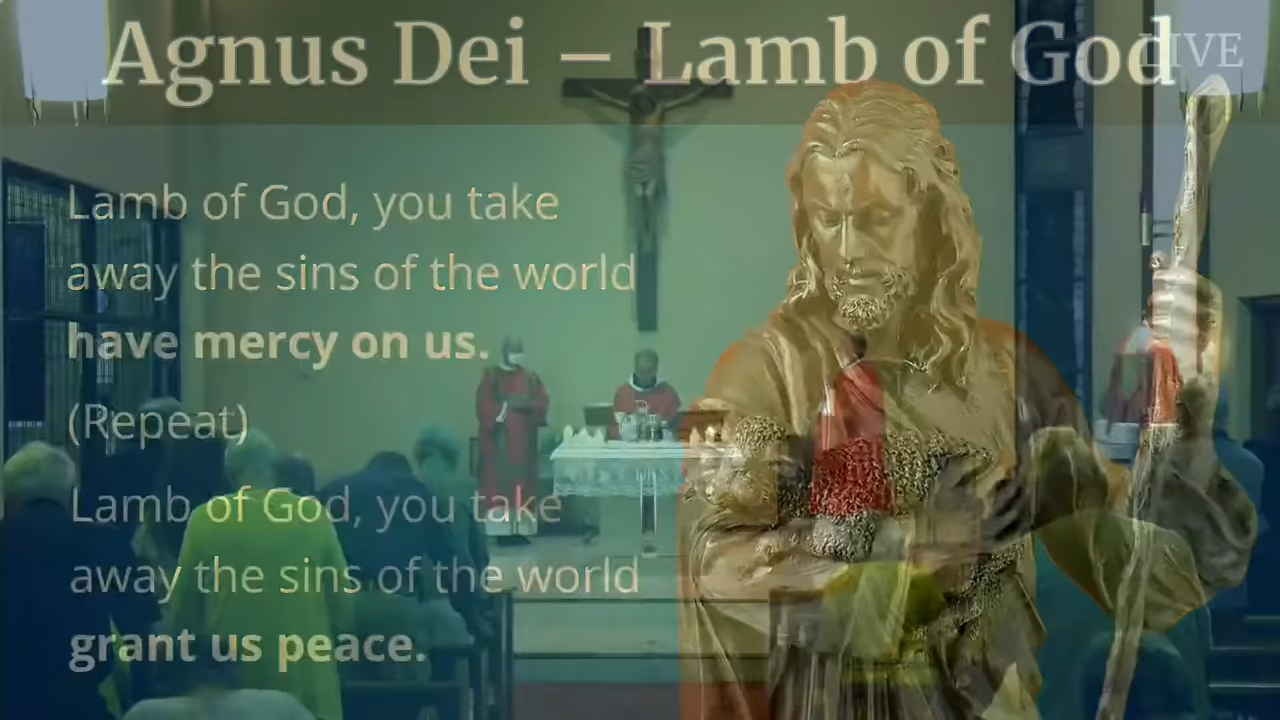 Agnus Dei – Lamb of God
LIVE
Lamb of God, you take
away the sins of the world
have mercy on us.
(Repeat)
Lamb of God, you take
away the sins of the world
grant us peace.